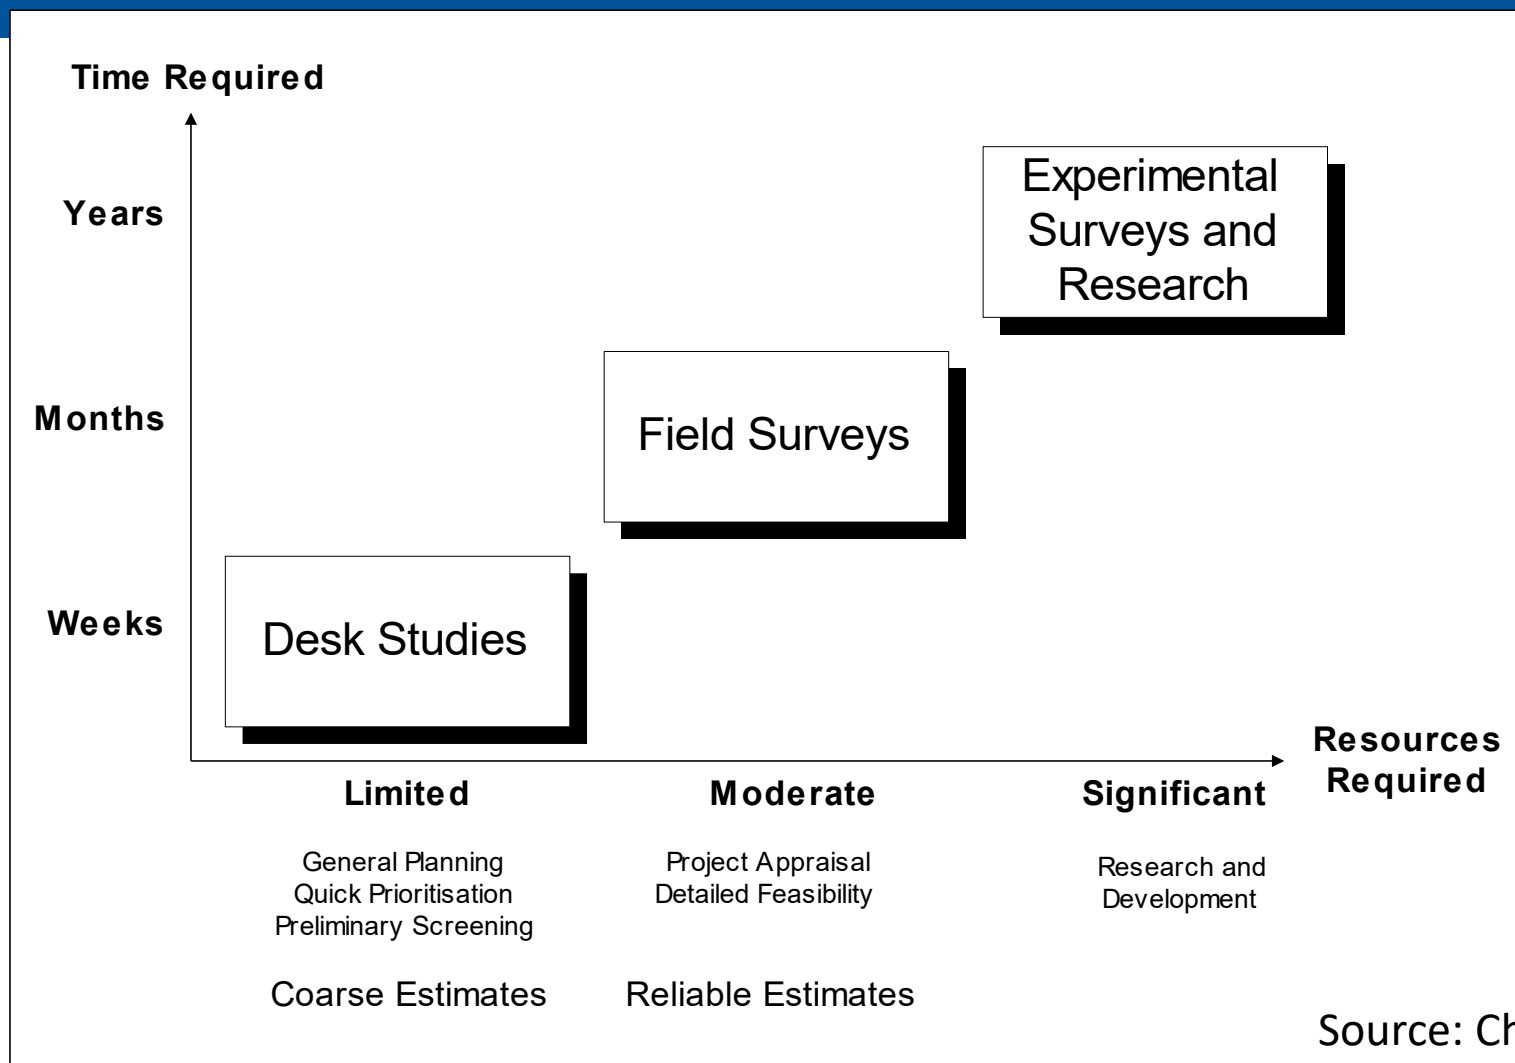 Time Required
Years
Months
Weeks
Experimental
Surveys and
Research
Field Surveys
Desk Studies
Resources
Required
Limited
Moderate
Significant
General Planning
Quick Prioritisation
Preliminary Screening
Project Appraisal
Detailed Feasibility
Research and
Development
Coarse Estimates
Reliable Estimates
Source: